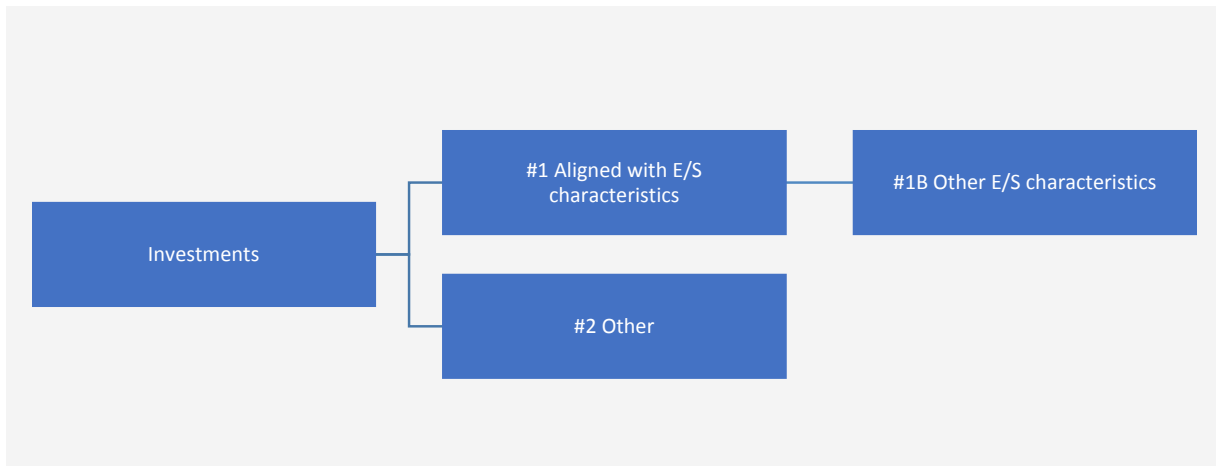 #1 Aligned with E/S
characteristics
#1B Other E/S characteristics
Investments
#2 Other